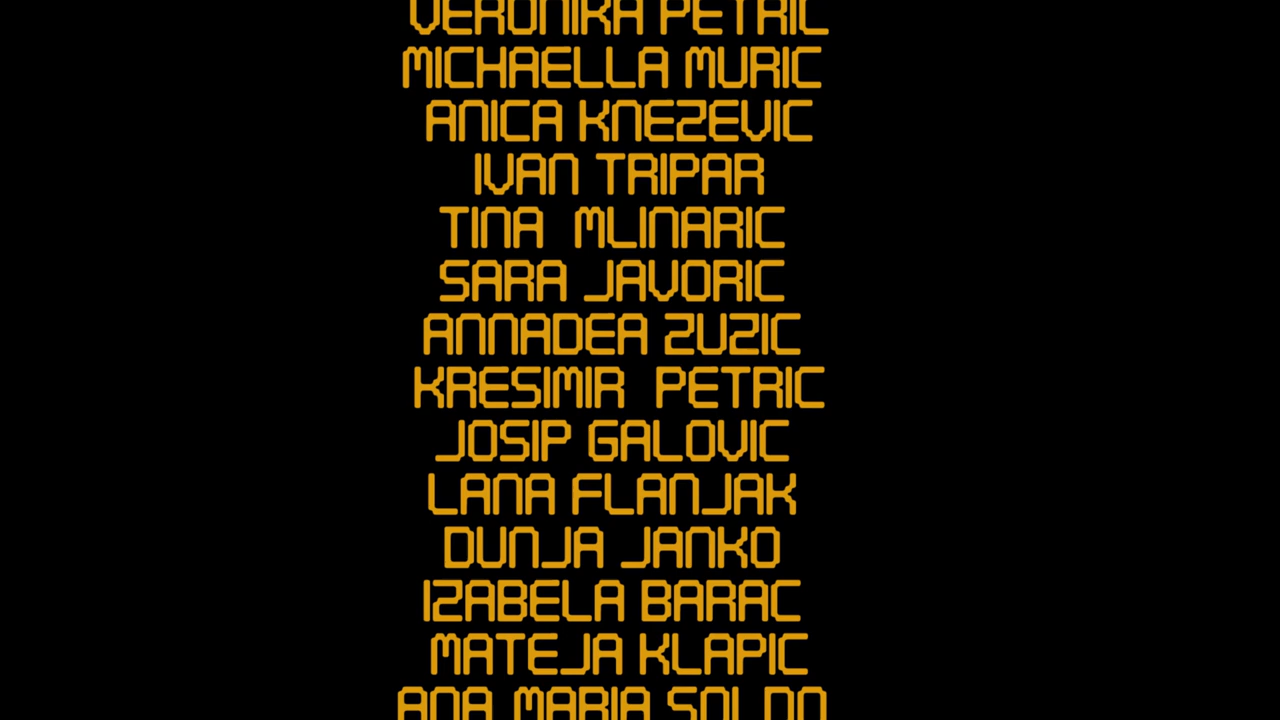 VERONIKA PETRIC
MICHAELLA MURIC
ANICA KNEZEVIC
IVAN TRIPAR
TINA MLINARIC
SARA JAVORIC
ANNADEA ZUZIC
KRESIMIR PETRIC
JOSIP GALOVIC
LANA FLANJAK
DUNJA JANKO
IZABELA BARAC
MATEJA KLAPIC
ANA MARIA SOLDO